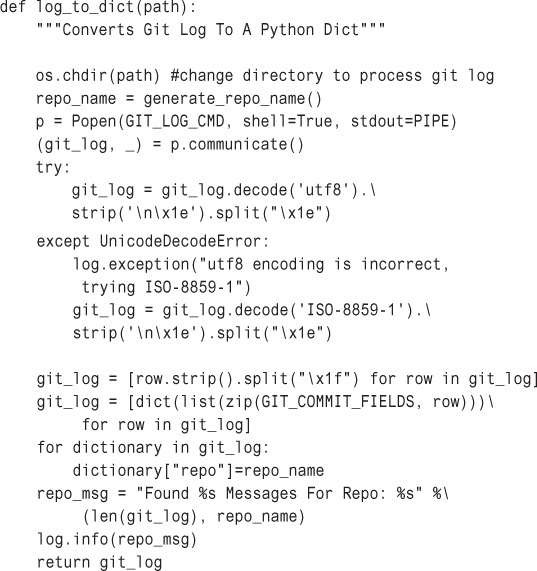 def log_to_dict(path):
    """Converts Git Log To A Python Dict"""

    os.chdir(path) #change directory to process git log
    repo_name = generate_repo_name()
    p = Popen(GIT_LOG_CMD, shell=True, stdout=PIPE)
    (git_log, _) = p.communicate()
    try:
        git_log = git_log.decode('utf8').\
        strip('\n\x1e').split("\x1e")
    except UnicodeDecodeError:
        log.exception("utf8 encoding is incorrect,
         trying ISO-8859-1")
        git_log = git_log.decode('ISO-8859-1').\
        strip('\n\x1e').split("\x1e")

    git_log = [row.strip().split("\x1f") for row in git_log]
    git_log = [dict(list(zip(GIT_COMMIT_FIELDS, row)))\
         for row in git_log]
    for dictionary in git_log:
        dictionary["repo"]=repo_name
    repo_msg = "Found %s Messages For Repo: %s" %\
         (len(git_log), repo_name)
    log.info(repo_msg)
    return git_log